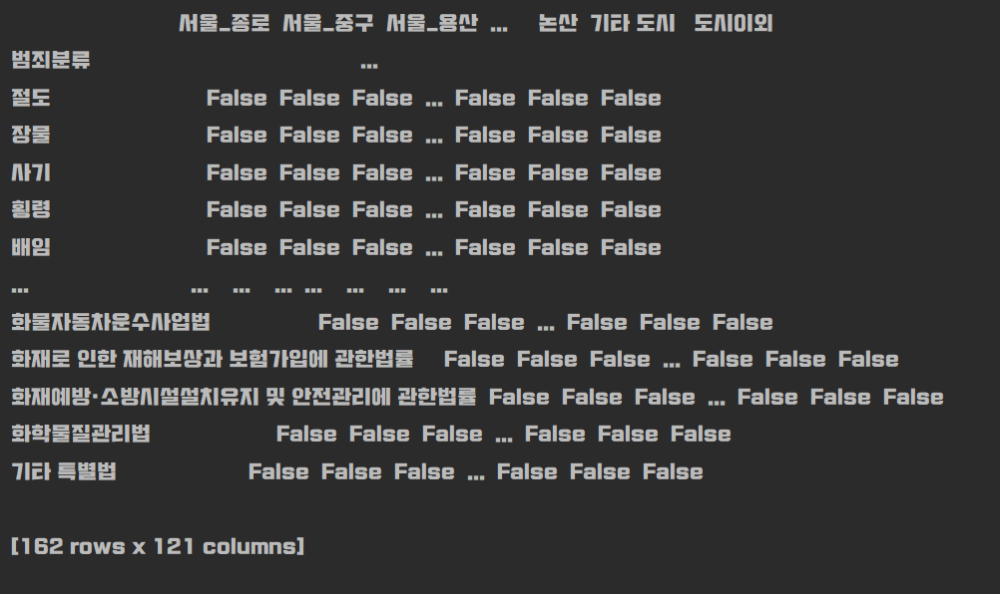 서울_종로 서울_중구 서울_용산 ... 논산 기타 도시 도시이외
범죄분류 ...
절도 False False False ... False False False
장물 False False False ... False False False
사기 False False False ... False False False
횡령 False False False ... False False False
배임 False False False ... False False False
... ... ... ... ... ... ... ...
화물자동차운수사업법 False False False ... False False False
화재로 인한 재해보상과 보험가입에 관한법률 False False False ... False False False
화재예방·소방시설설치유지 및 안전관리에 관한법률 False False False ... False False False
화학물질관리법 False False False ... False False False
기타 특별법 False False False ... False False False
[162 rows x 121 columns]